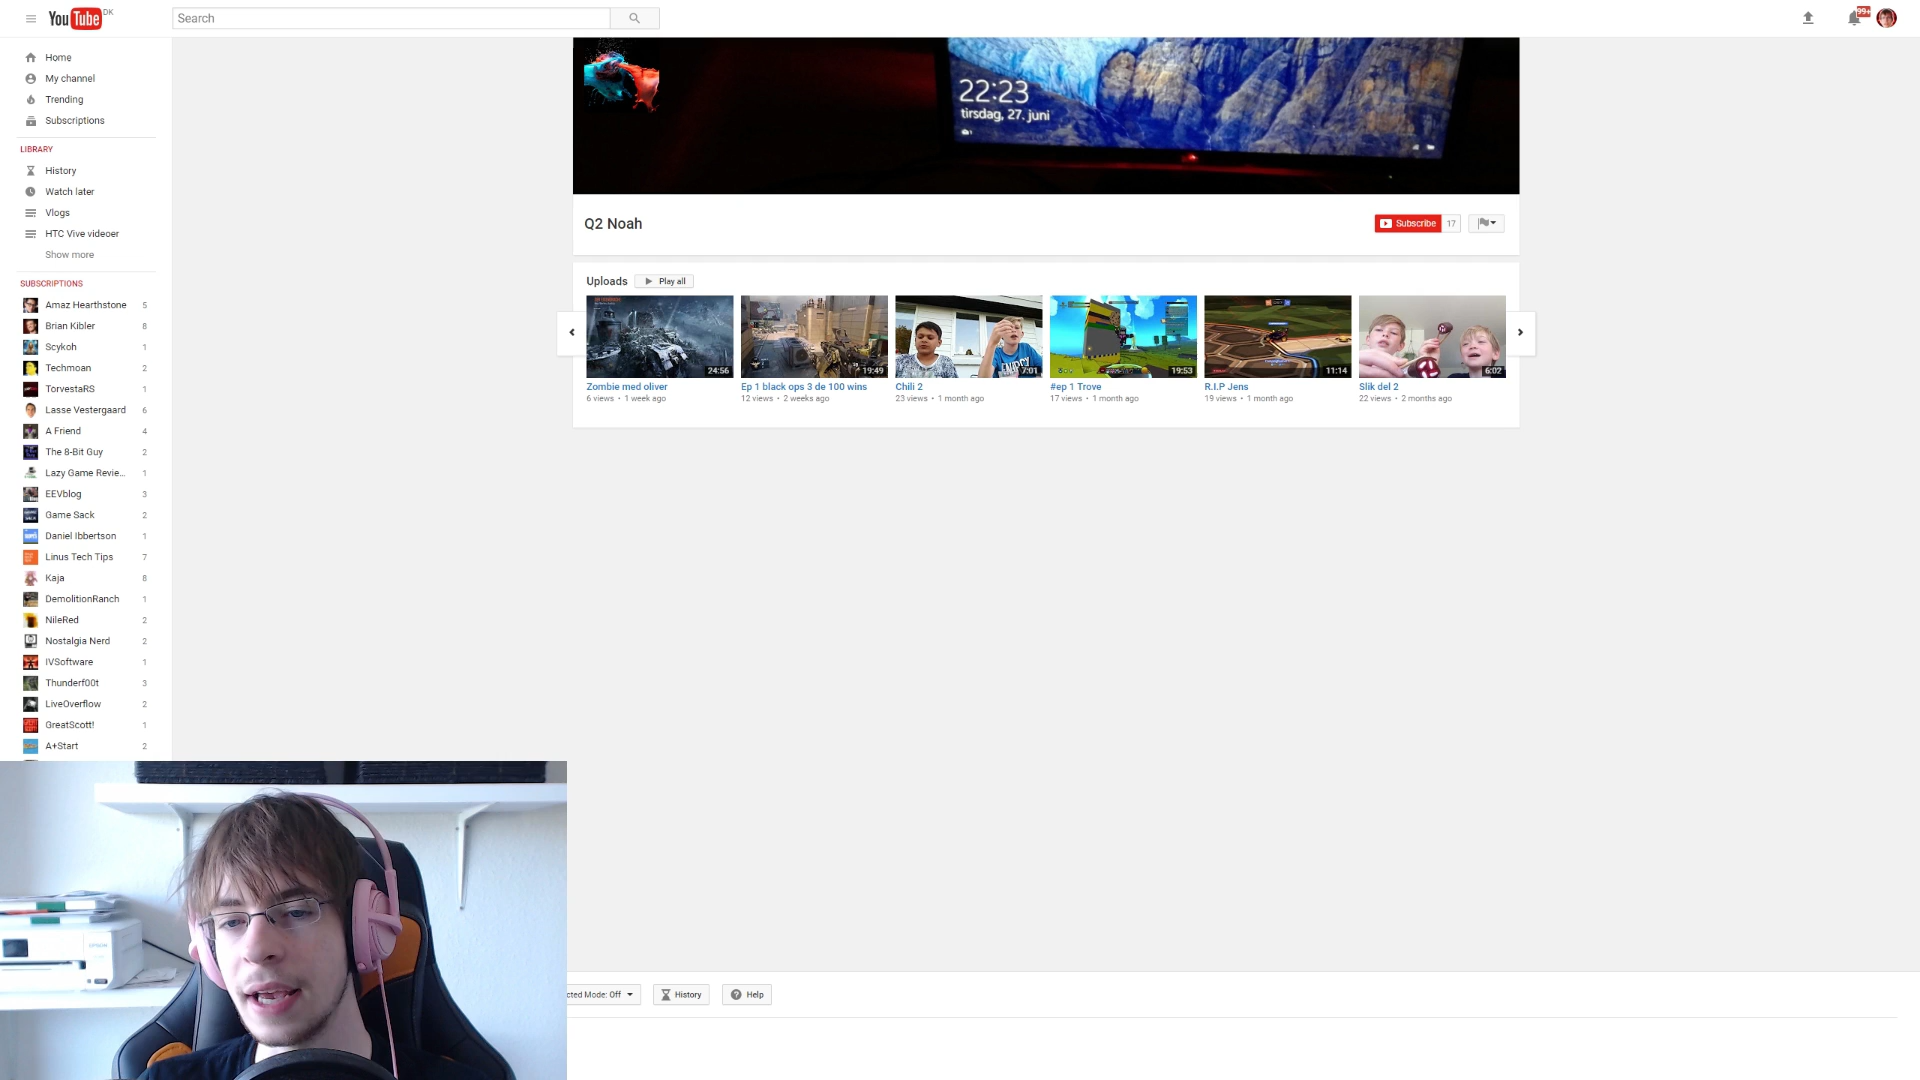 YouTube DK
Search
99+
Home
My channel
Trending
Subscriptions
LIBRARY
History
Watch later
Vlogs
HTC Vive videoer
Show more
SUBSCRIPTIONS
Amaz Hearthstone 5
Brian Kibler 8
Scykoh 1
Techmoan 2
TorvestaRS 1
Lasse Vestergaard 6
A Friend 4
The 8-Bit Guy 2
Lazy Game Revie... 1
EEVblog 3
Game Sack 2
Daniel Ibbertson 1
Linus Tech Tips 7
Kaja 8
DemolitionRanch 1
NileRed 2
Nostalgia Nerd 2
IVSoftware 1
Thunderf00t 3
LiveOverflow 2
GreatScott! 1
A+Start 2
22:23
tirsdag, 27. juni
Q2 Noah
Subscribe 17
Uploads Play all
24:56
19:49
7:01
19:53
11:14
6:02
Zombie med oliver
6 views • 1 week ago
Ep 1 black ops 3 de 100 wins
12 views • 2 weeks ago
Chili 2
23 views • 1 month ago
#ep 1 Trove
17 views • 1 month ago
R.I.P Jens
19 views • 1 month ago
Slik del 2
22 views • 2 months ago
EPSON
cted Mode: Off
History
Help